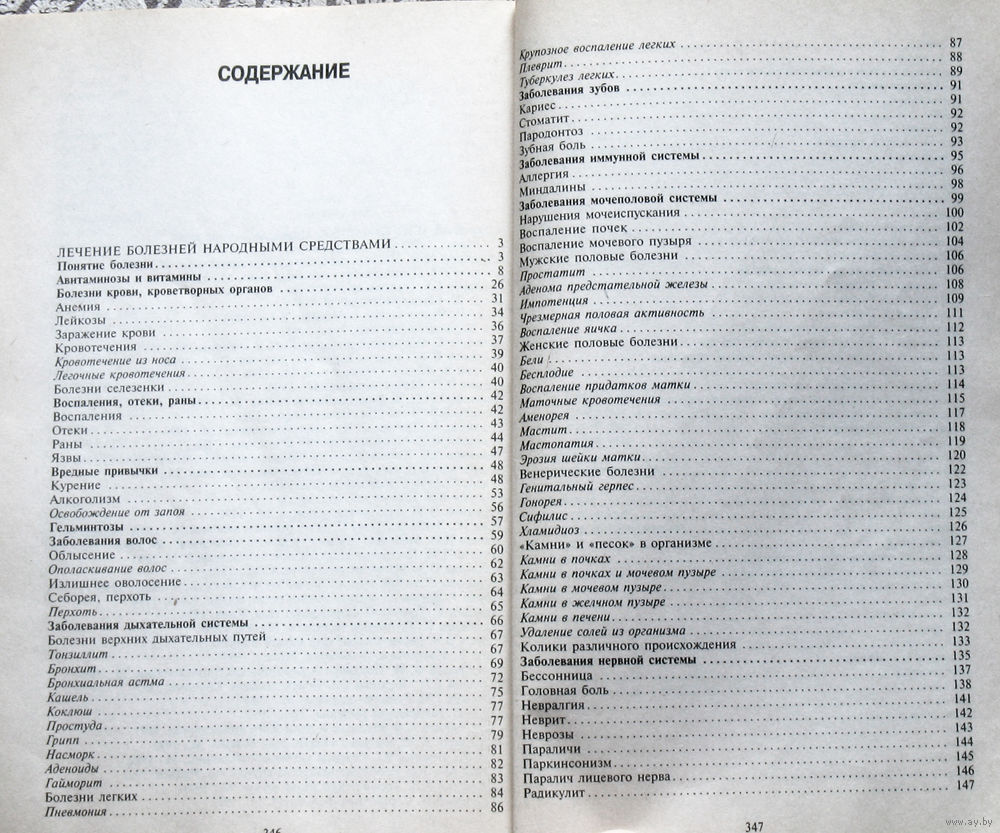 СОДЕРЖАНИЕ
ЛЕЧЕНИЕ БОЛЕЗНЕЙ НАРОДНЫМИ СРЕДСТВАМИ ... 3
Понятие болезни ... 3
Авитаминозы и витамины ... 8
Болезни крови, кроветворных органов ... 26
Анемия ... 31
Лейкозы ... 34
Заражение крови ... 36
Кровотечения ... 37
Кровотечение из носа ... 39
Легочные кровотечения ... 40
Болезни селезенки ... 40
Воспаления, отеки, раны ... 42
Воспаления ... 42
Отеки ... 43
Раны ... 44
Язвы ... 47
Вредные привычки ... 48
Курение ... 48
Алкоголизм ... 53
Освобождение от запоя ... 56
Гельминтозы ... 57
Заболевания волос ... 59
Облысение ... 60
Ополаскивание волос ... 62
Излишнее оволосение ... 63
Себорея, перхоть ... 64
Перхоть ... 65
Заболевания дыхательной системы ... 66
Болезни верхних дыхательных путей ... 67
Тонзиллит ... 67
Бронхит ... 69
Бронхиальная астма ... 72
Кашель ... 75
Коклюш ... 77
Простуда ... 77
Грипп ... 79
Насморк ... 81
Аденоиды ... 82
Гайморит ... 83
Болезни легких ... 84
Пневмония ... 86
346
Крупозное воспаление легких ... 87
Плеврит ... 88
Туберкулез легких ... 89
Заболевания зубов ... 91
Кариес ... 91
Стоматит ... 92
Пародонтоз ... 92
Зубная боль ... 93
Заболевания иммунной системы ... 95
Аллергия ... 96
Миндалины ... 98
Заболевания мочеполовой системы ... 99
Нарушения мочеиспускания ... 100
Воспаление почек ... 102
Воспаление мочевого пузыря ... 104
Мужские половые болезни ... 106
Простатит ... 106
Аденома предстательной железы ... 108
Импотенция ... 109
Чрезмерная половая активность ... 111
Воспаление яичка ... 112
Женские половые болезни ... 113
Бели ... 113
Бесплодие ... 113
Воспаление придатков матки ... 114
Маточные кровотечения ... 115
Аменорея ... 117
Мастит ... 118
Мастопатия ... 119
Эрозия шейки матки ... 120
Венерические болезни ... 122
Генитальный герпес ... 123
Гонорея ... 124
Сифилис ... 125
Хламидиоз ... 126
«Камни» и «песок» в организме ... 127
Камни в почках ... 128
Камни в почках и мочевом пузыре ... 129
Камни в мочевом пузыре ... 130
Камни в желчном пузыре ... 131
Камни в печени ... 132
Удаление солей из организма ... 132
Колики различного происхождения ... 133
Заболевания нервной системы ... 135
Бессонница ... 137
Головная боль ... 138
Невралгия ... 141
Неврит ... 142
Неврозы ... 143
Параличи ... 144
Паркинсонизм ... 145
Паралич лицевого нерва ... 146
Радикулит ... 147
347
www.ay.by